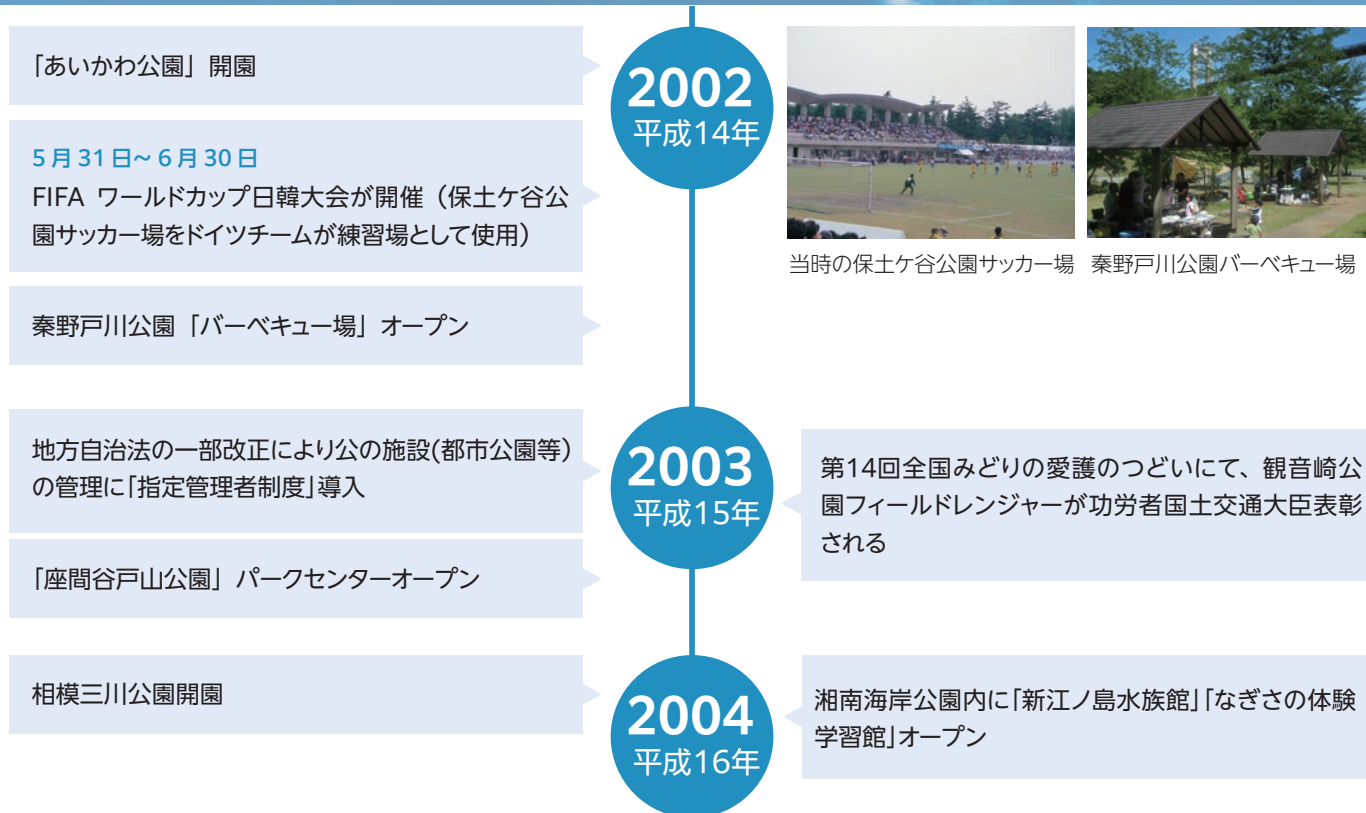 「あいかわ公園」開園
2002
平成14年
5月31日~6月30日
FIFA ワールドカップ日韓大会が開催（保土ケ谷公
園サッカー場をドイツチームが練習場として使用）
当時の保土ケ谷公園サッカー場
秦野戸川公園バーベキュー場
秦野戸川公園「バーベキュー場」オープン
地方自治法の一部改正により公の施設(都市公園等)
の管理に「指定管理者制度」導入
2003
平成15年
第14回全国みどりの愛護のつどいにて、観音崎公
園フィールドレンジャーが功労者国土交通大臣表彰
される
「座間谷戸山公園」パークセンターオープン
相模三川公園開園
2004
平成16年
湘南海岸公園内に「新江ノ島水族館」「なぎさの体験
学習館」オープン